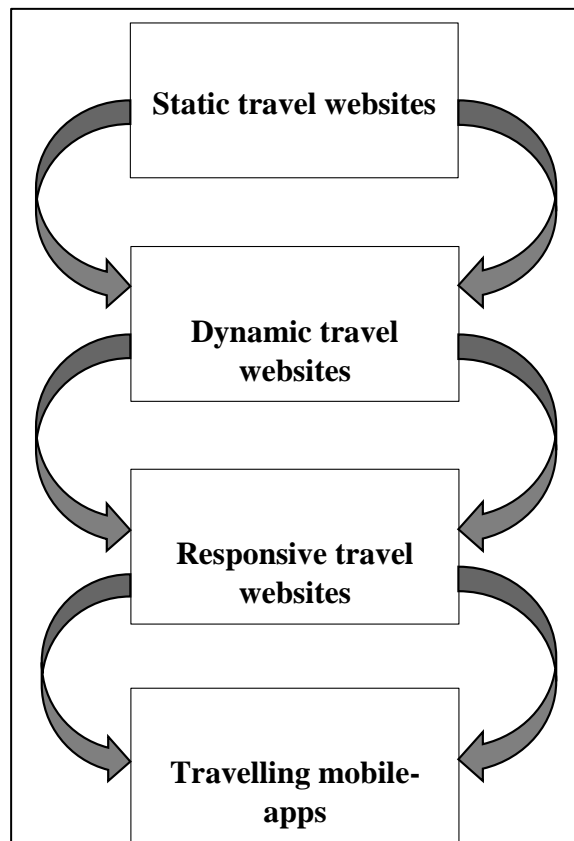 Static travel websites
Dynamic travel
websites
Responsive travel
websites
Travelling mobile-
apps